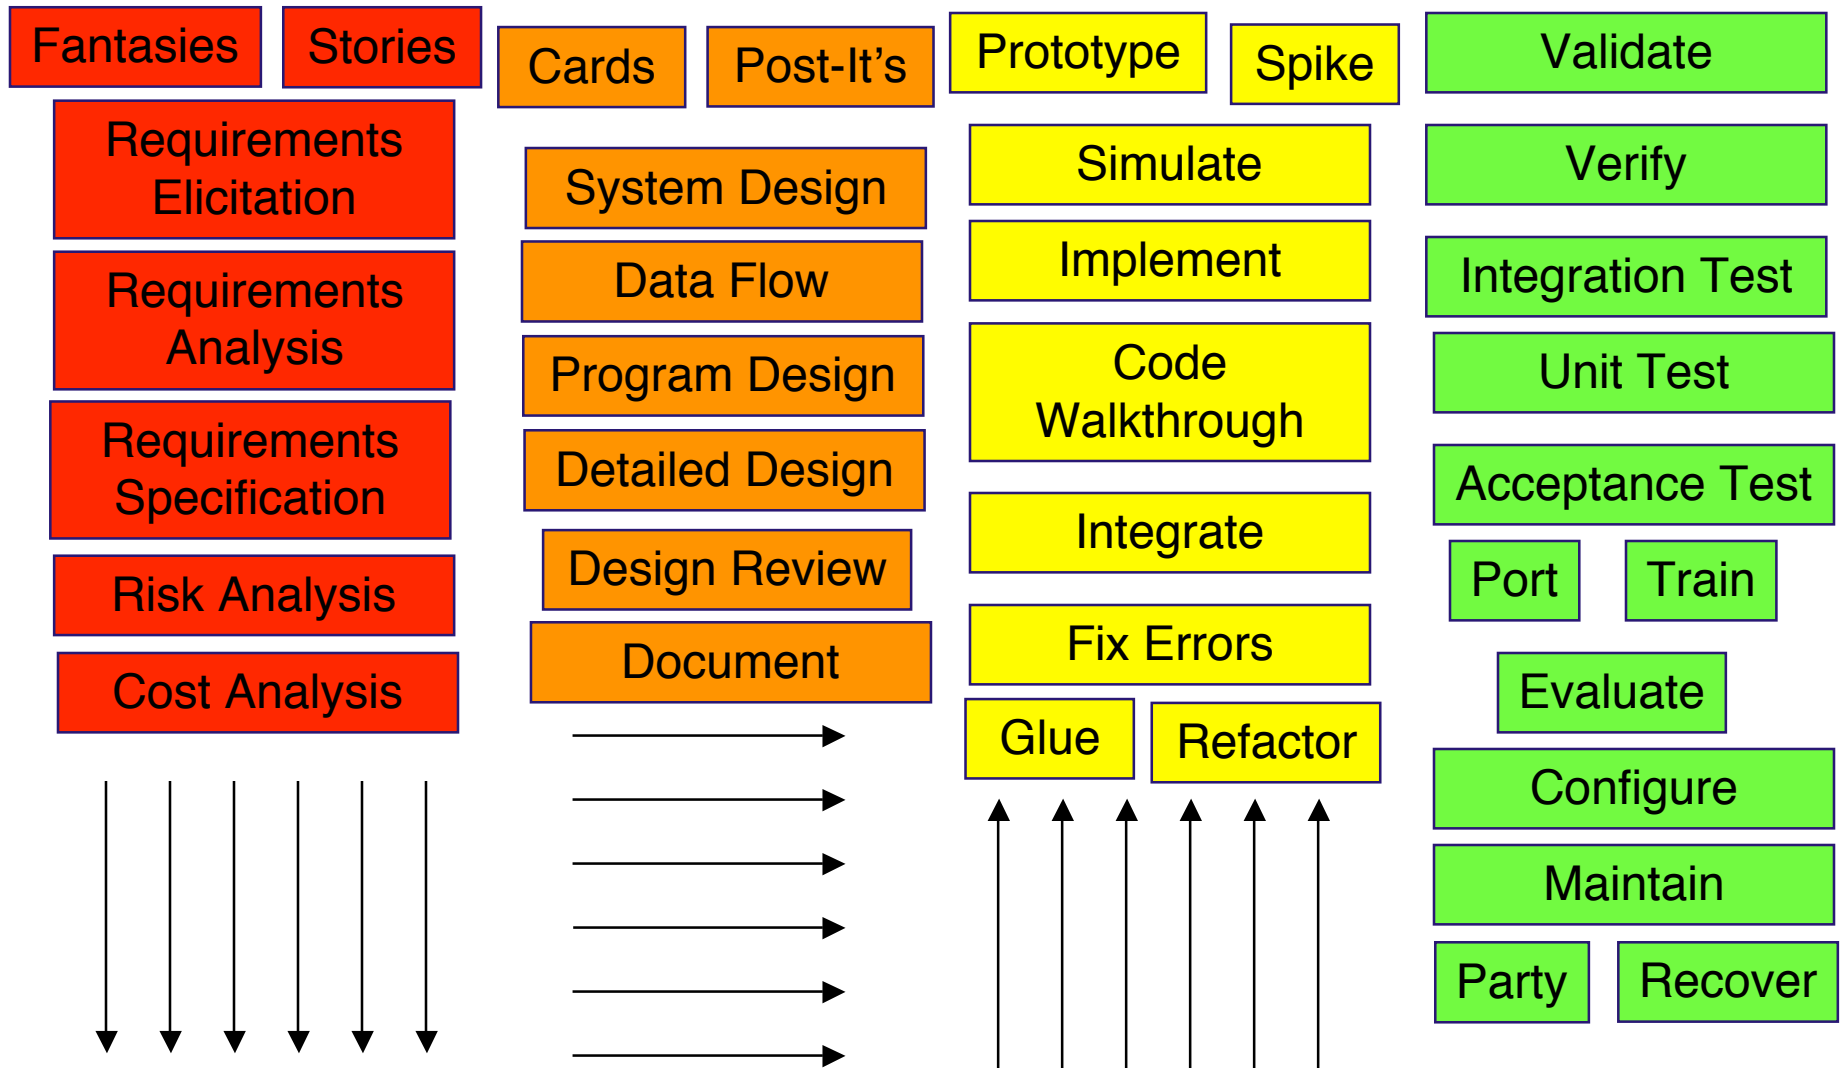 Fantasies
Stories
Requirements
Elicitation
Requirements
Analysis
Requirements
Specification
Risk Analysis
Cost Analysis
Cards
Post-It's
System Design
Data Flow
Program Design
Detailed Design
Design Review
Document
Prototype
Spike
Simulate
Implement
Code
Walkthrough
Integrate
Fix Errors
Glue
Refactor
Validate
Verify
Integration Test
Unit Test
Acceptance Test
Port
Train
Evaluate
Configure
Maintain
Party
Recover